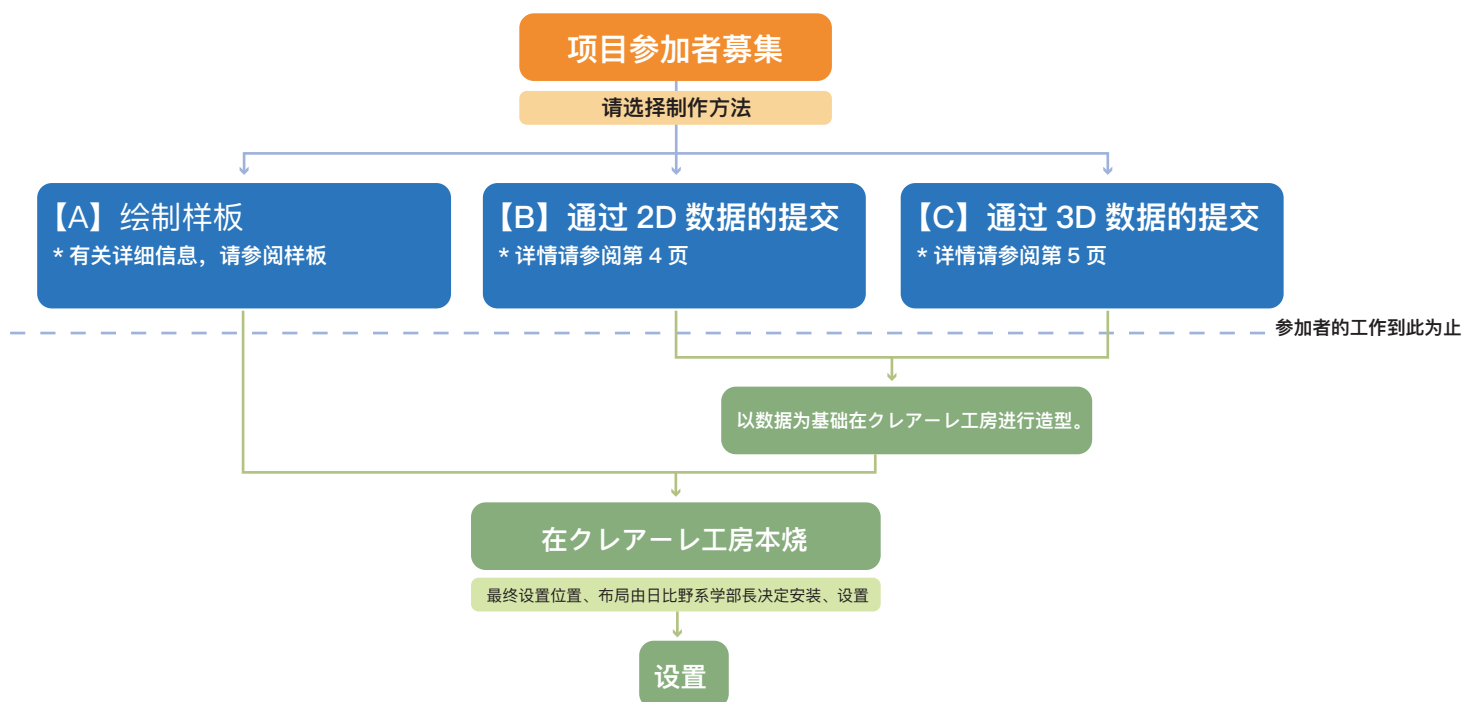 项目参加者募集
请选择制作方法
【A】绘制样板
* 有关详细信息，请参阅样板
【B】通过 2D 数据的提交
* 详情请参阅第 4 页
【C】通过 3D 数据的提交
* 详情请参阅第 5 页
参加者的工作到此为止
以数据为基础在クレアーレ工房进行造型。
在クレアーレ工房本烧
最终设置位置、布局由日比野系学部長决定安装、设置
设置